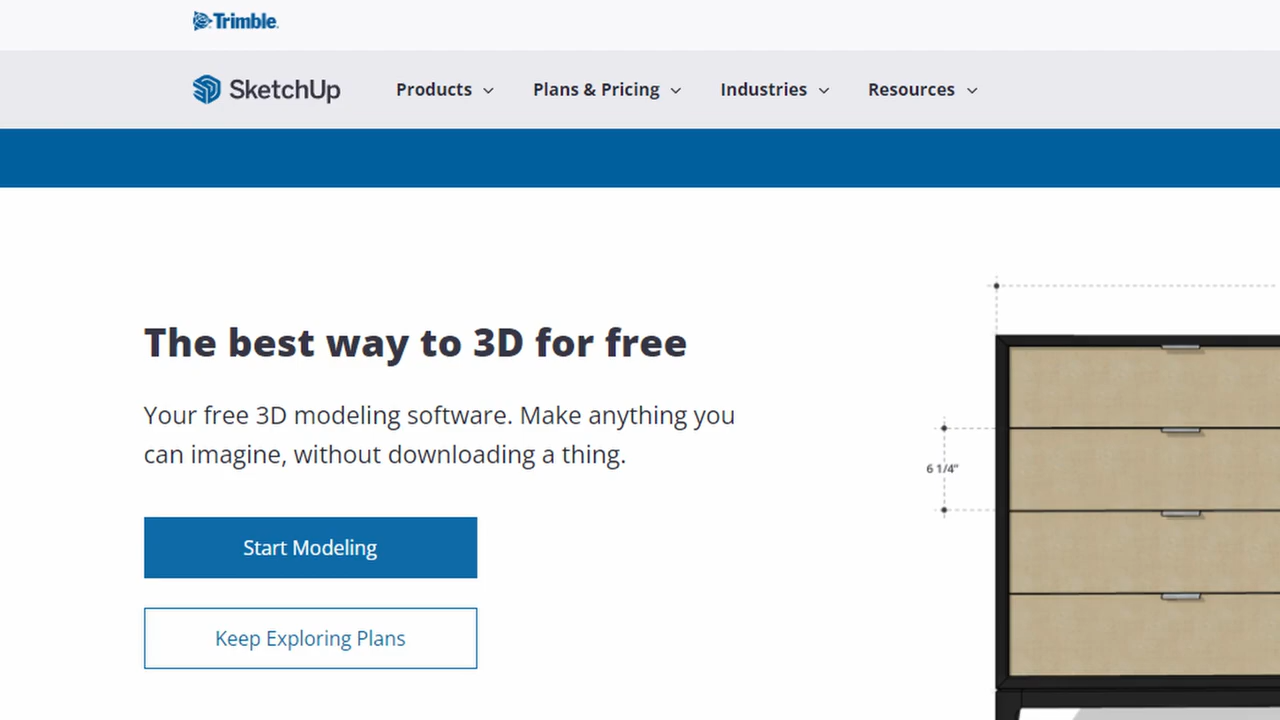 Trimble.
SketchUp
Products
Plans & Pricing
Industries
Resources
The best way to 3D for free
Your free 3D modeling software. Make anything you
can imagine, without downloading a thing.
6 1/4"
Start Modeling
Keep Exploring Plans